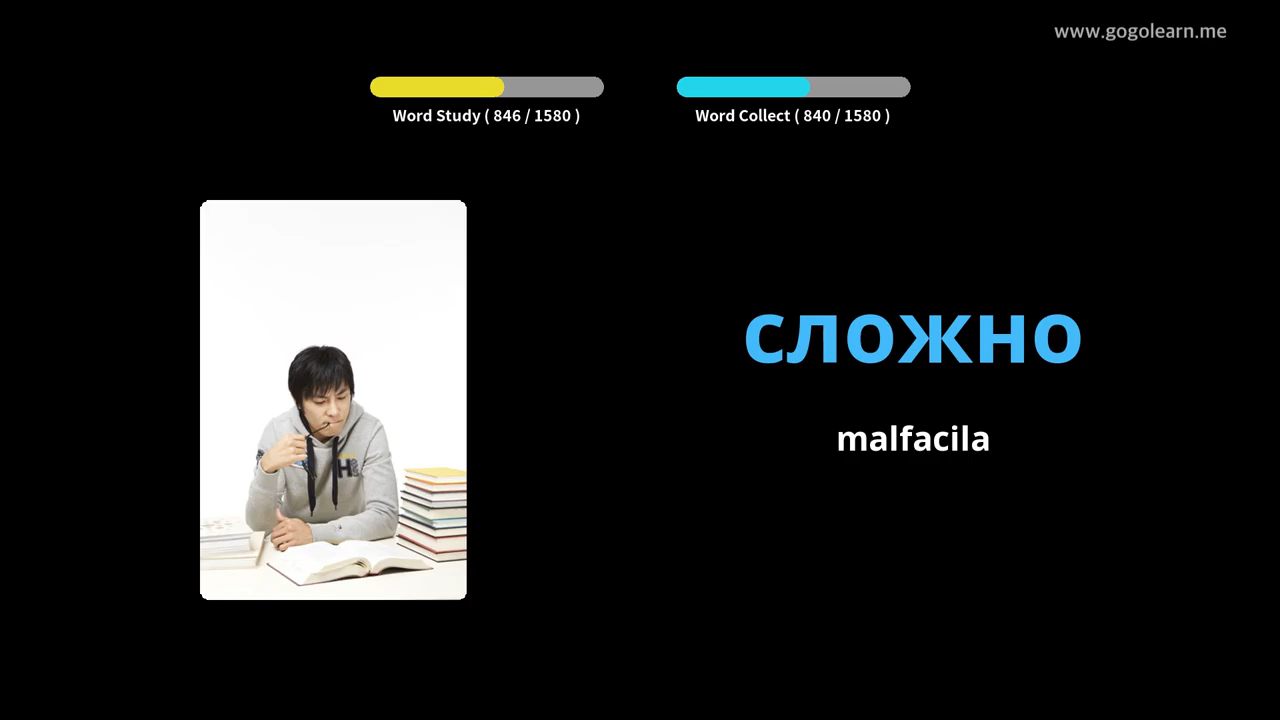 www.gogolearn.me
Word Study ( 846 / 1580 )
Word Collect ( 840 / 1580 )
сложно
malfacila
H